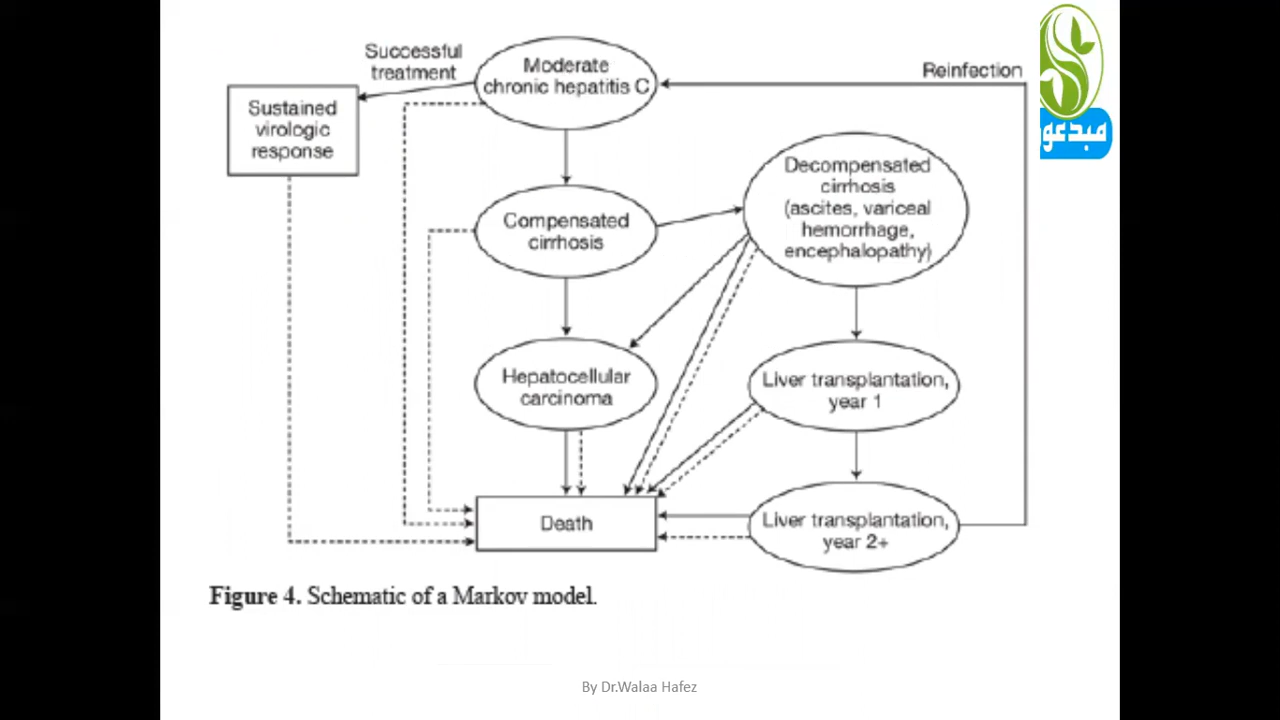 Successful
treatment
Moderate
chronic hepatitis C
Reinfection
Sustained
virologic
response
Decompensated
cirrhosis
(ascites, variceal
hemorrhage,
encephalopathy)
Compensated
cirrhosis
Hepatocellular
carcinoma
Liver transplantation,
year 1
Death
Liver transplantation,
year 2+
Figure 4. Schematic of a Markov model.
By Dr.Walaa Hafez
مبدعو